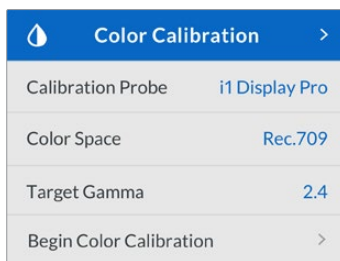 Color Calibration
Calibration Probe i1 Display Pro
Color Space Rec.709
Target Gamma 2.4
Begin Color Calibration